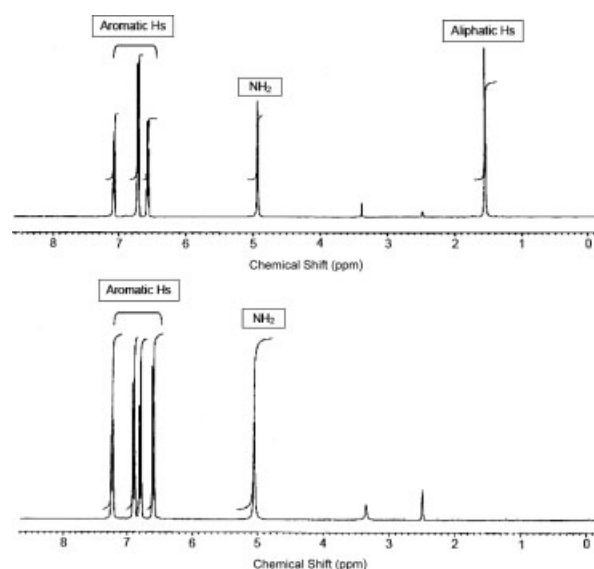 Aromatic Hs
Aliphatic Hs
NH₂
8 7 6 5 4 3 2 1 0
Chemical Shift (ppm)
Aromatic Hs
NH₂
8 7 6 5 4 3 2 1 0
Chemical Shift (ppm)